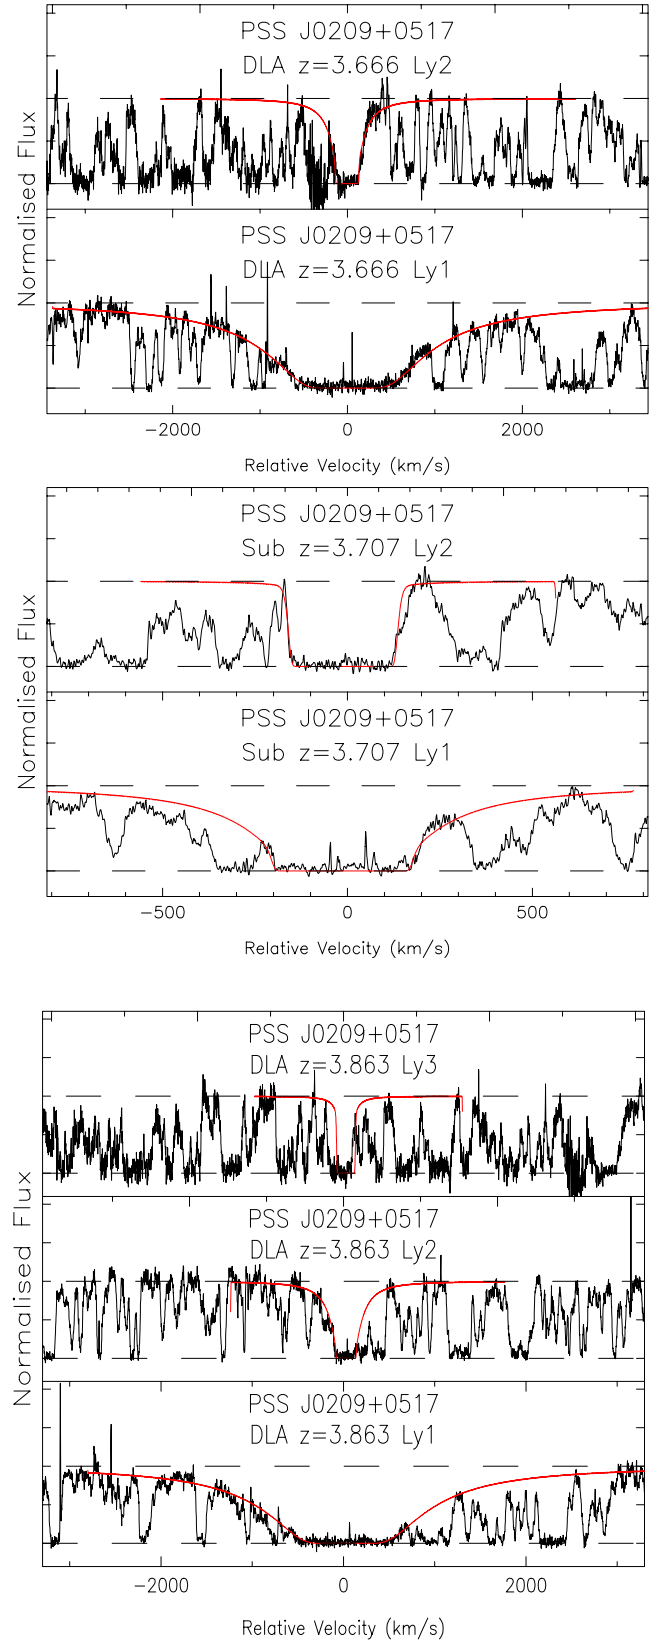 PSS J0209+0517
DLA z=3.666 Ly2
PSS J0209+0517
DLA z=3.666 Ly1
Normalised Flux
−2000 0 2000
Relative Velocity (km/s)
PSS J0209+0517
Sub z=3.707 Ly2
PSS J0209+0517
Sub z=3.707 Ly1
Normalised Flux
−500 0 500
Relative Velocity (km/s)
PSS J0209+0517
DLA z=3.863 Ly3
PSS J0209+0517
DLA z=3.863 Ly2
PSS J0209+0517
DLA z=3.863 Ly1
Normalised Flux
−2000 0 2000
Relative Velocity (km/s)